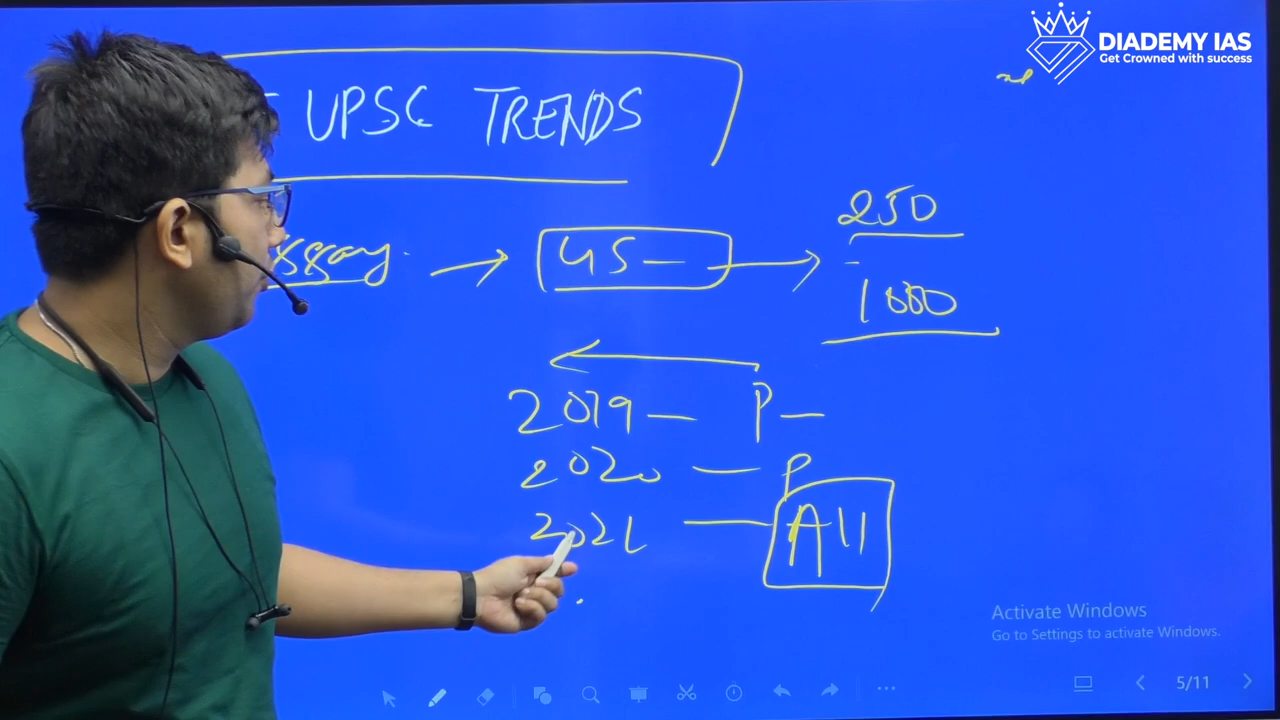 DIADEMY IAS
Get Crowned with success
UPSC TRENDS
250
ssay → GS — →
1000
2019 — P —
2020 — P
2021 — All
Activate Windows
Go to Settings to activate Windows.
5/11